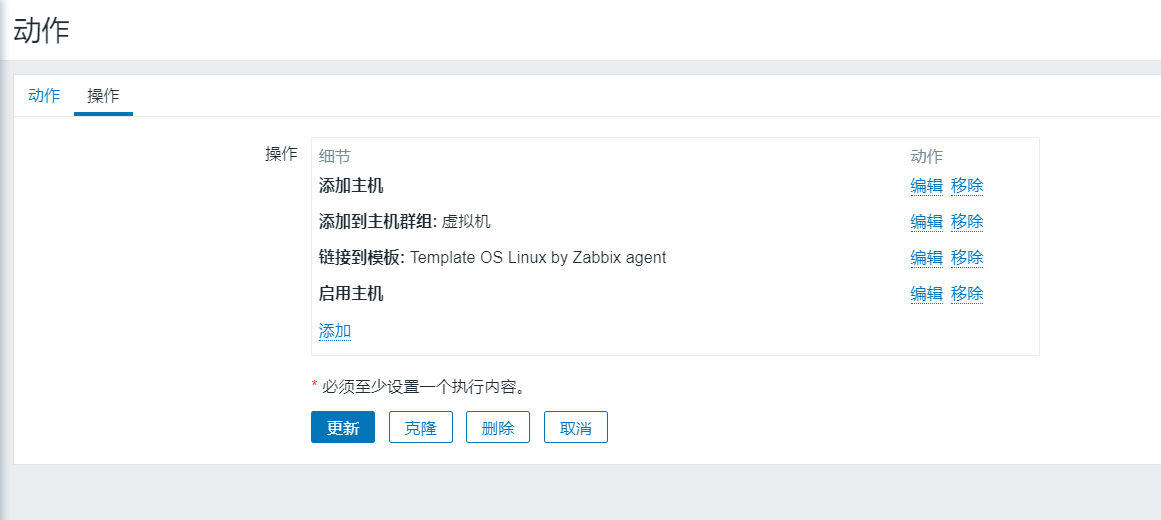 动作
动作 操作
操作 细节 动作
添加主机 编辑 移除
添加到主机群组: 虚拟机 编辑 移除
链接到模板: Template OS Linux by Zabbix agent 编辑 移除
启用主机 编辑 移除
添加
* 必须至少设置一个执行内容。
更新 克隆 删除 取消